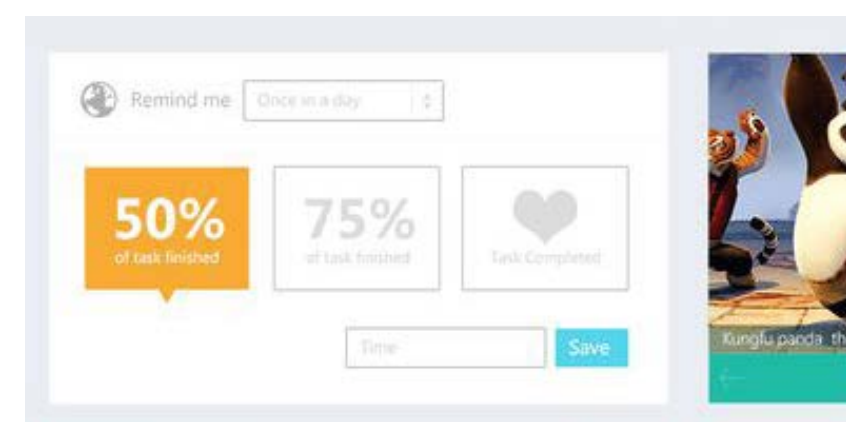 Remind me
Once in a day
50%
of task finished
75%
of task finished
Task Completed
Time
Save
Kungfu panda th